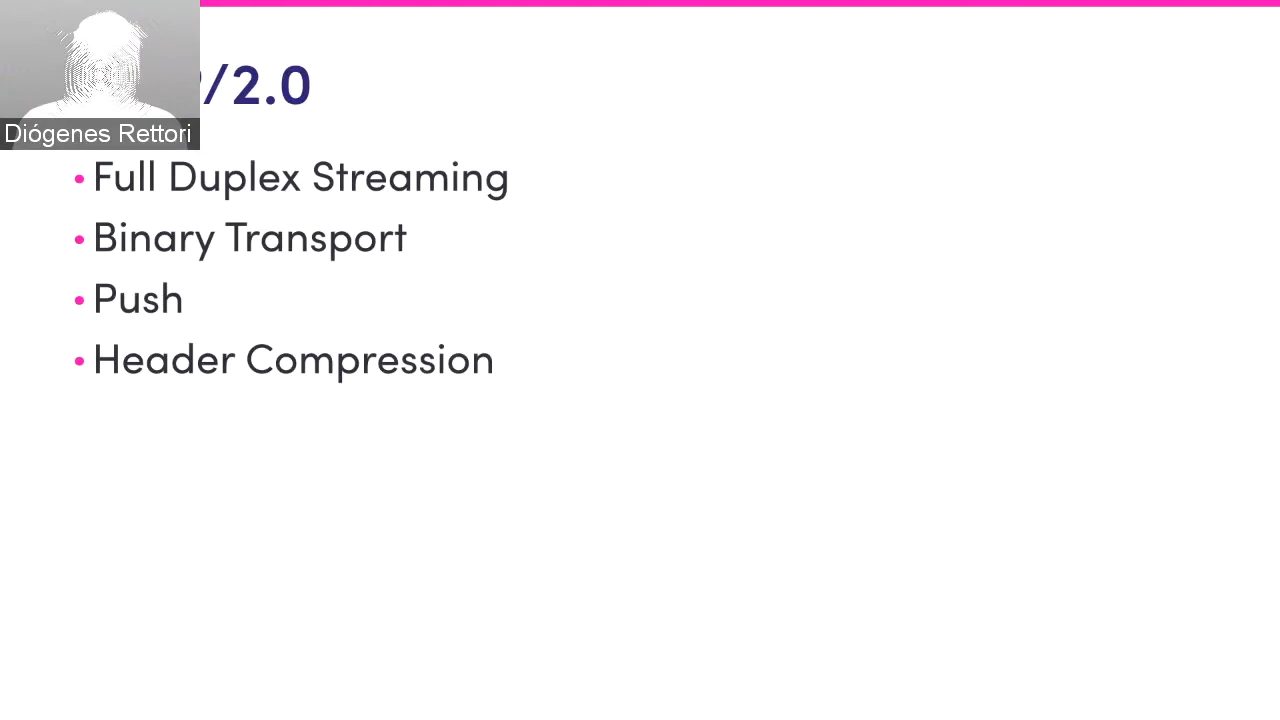 /2.0
Diógenes Rettori
• Full Duplex Streaming
• Binary Transport
• Push
• Header Compression